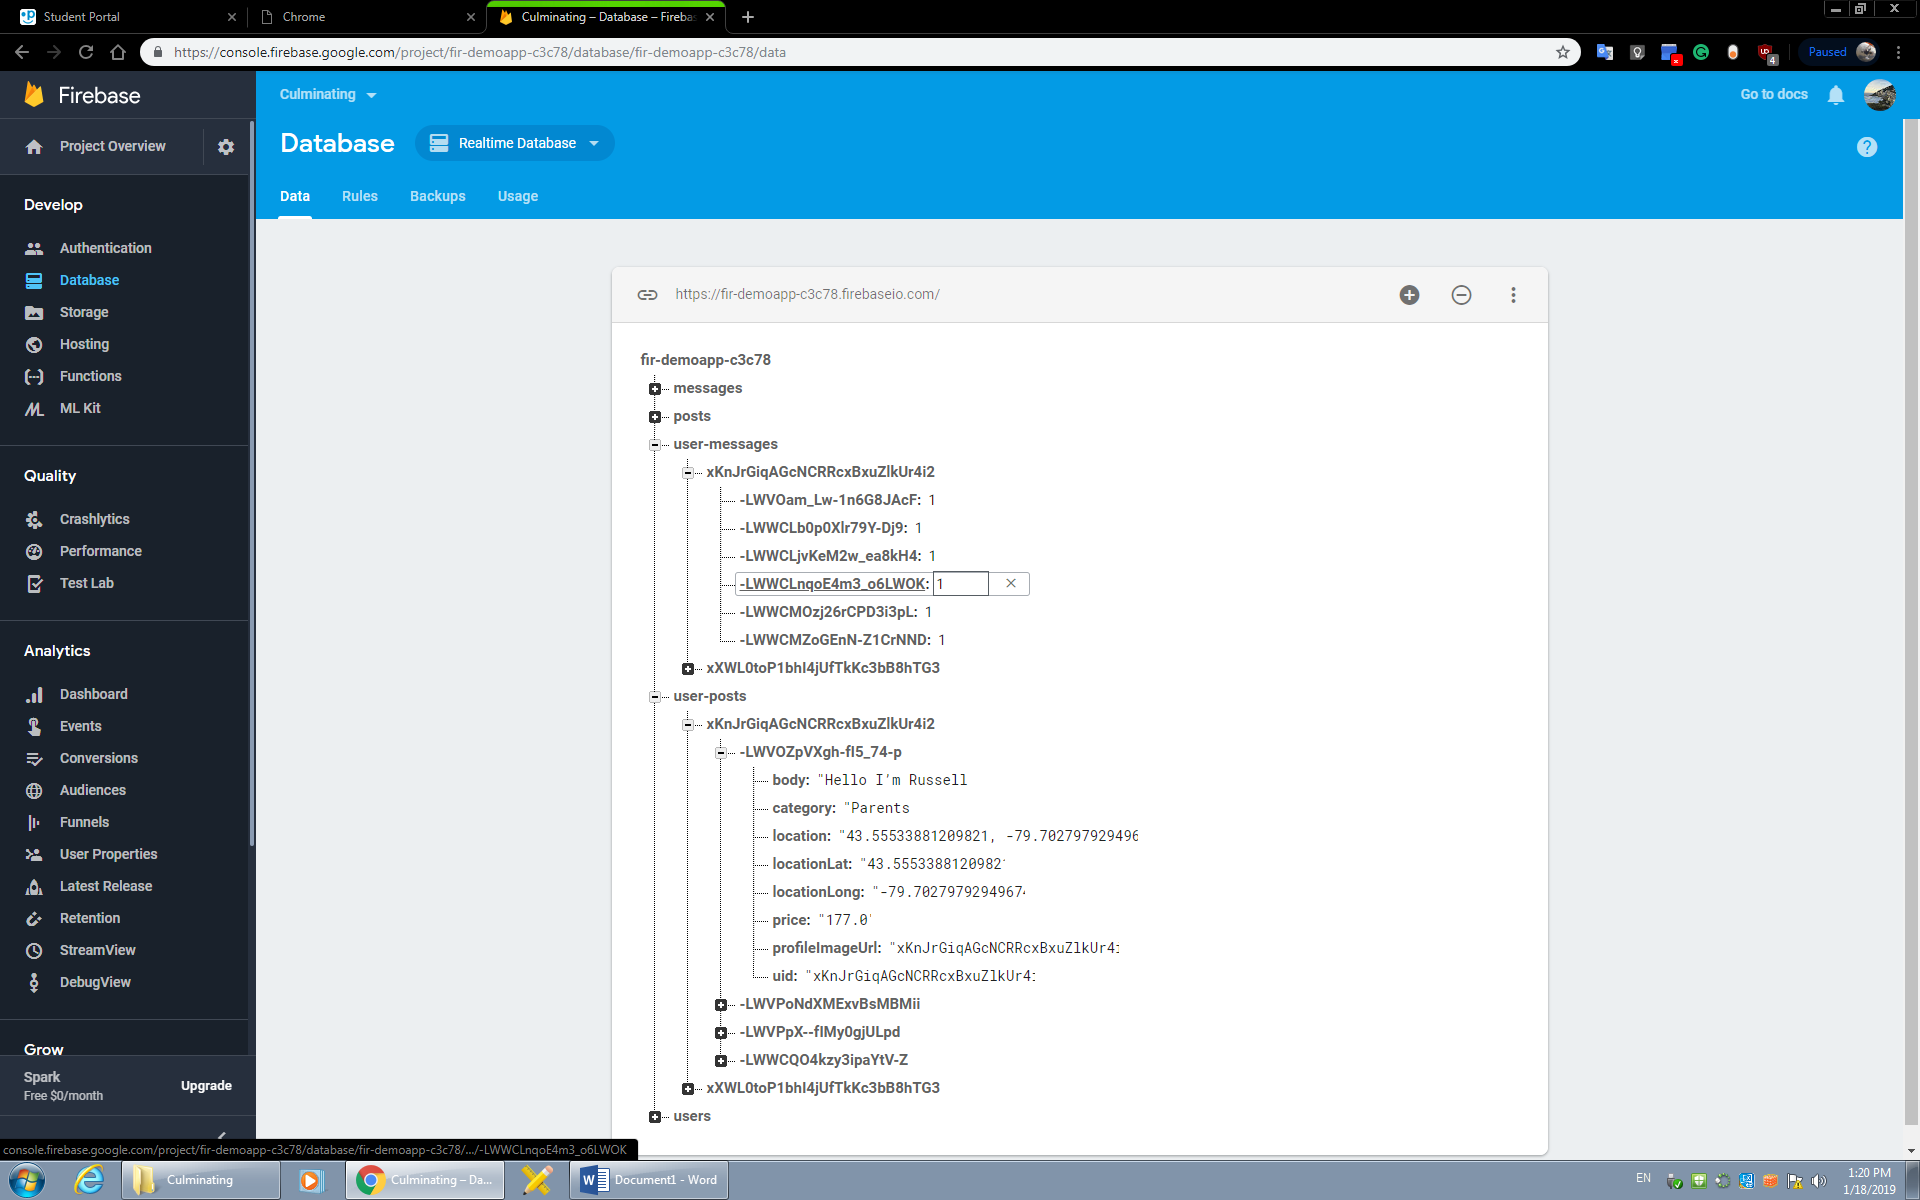 Student Portal
Chrome
Culminating – Database – Fireba
https://console.firebase.google.com/project/fir-demoapp-c3c78/database/fir-demoapp-c3c78/data
4
Paused
Firebase
Culminating
Go to docs
Project Overview
Database
Realtime Database
?
Data
Rules
Backups
Usage
Develop
Authentication
Database
Storage
Hosting
Functions
ML Kit
Quality
Crashlytics
Performance
Test Lab
Analytics
Dashboard
Events
Conversions
Audiences
Funnels
User Properties
Latest Release
Retention
StreamView
DebugView
Grow
Spark
Free $0/month
Upgrade
https://fir-demoapp-c3c78.firebaseio.com/
fir-demoapp-c3c78
messages
posts
user-messages
xKnJrGiqAGcNCRRcxBxuZlkUr4i2
-LWVOam_Lw-1n6G8JAcF: 1
-LWWCLb0p0Xlr79Y-Dj9: 1
-LWWCLjvKeM2w_ea8kH4: 1
-LWWCLnqoE4m3_o6LWOK: 1
-LWWCMOzj26rCPD3i3pL: 1
-LWWCMZoGEnN-Z1CrNND: 1
xXWL0toP1bhI4jUfTkKc3bB8hTG3
user-posts
xKnJrGiqAGcNCRRcxBxuZlkUr4i2
-LWVOZpVXgh-fI5_74-p
body: "Hello I'm Russell
category: "Parents
location: "43.55533881209821, -79.702797929496
locationLat: "43.5553388120982
locationLong: "-79.7027979294967
price: "177.0"
profileImageUrl: "xKnJrGiqAGcNCRRcxBxuZlkUr4i
uid: "xKnJrGiqAGcNCRRcxBxuZlkUr4i
-LWVPoNdXMExvBsMBMii
-LWVPpX--fIMy0gjULpd
-LWWCQO4kzy3ipaYtV-Z
xXWL0toP1bhI4jUfTkKc3bB8hTG3
users
console.firebase.google.com/project/fir-demoapp-c3c78/database/fir-demoapp-c3c78/.../-LWWCLnqoE4m3_o6LWOK
Culminating
Culminating – Da...
Document1 - Word
EN
1:20 PM
1/18/2019